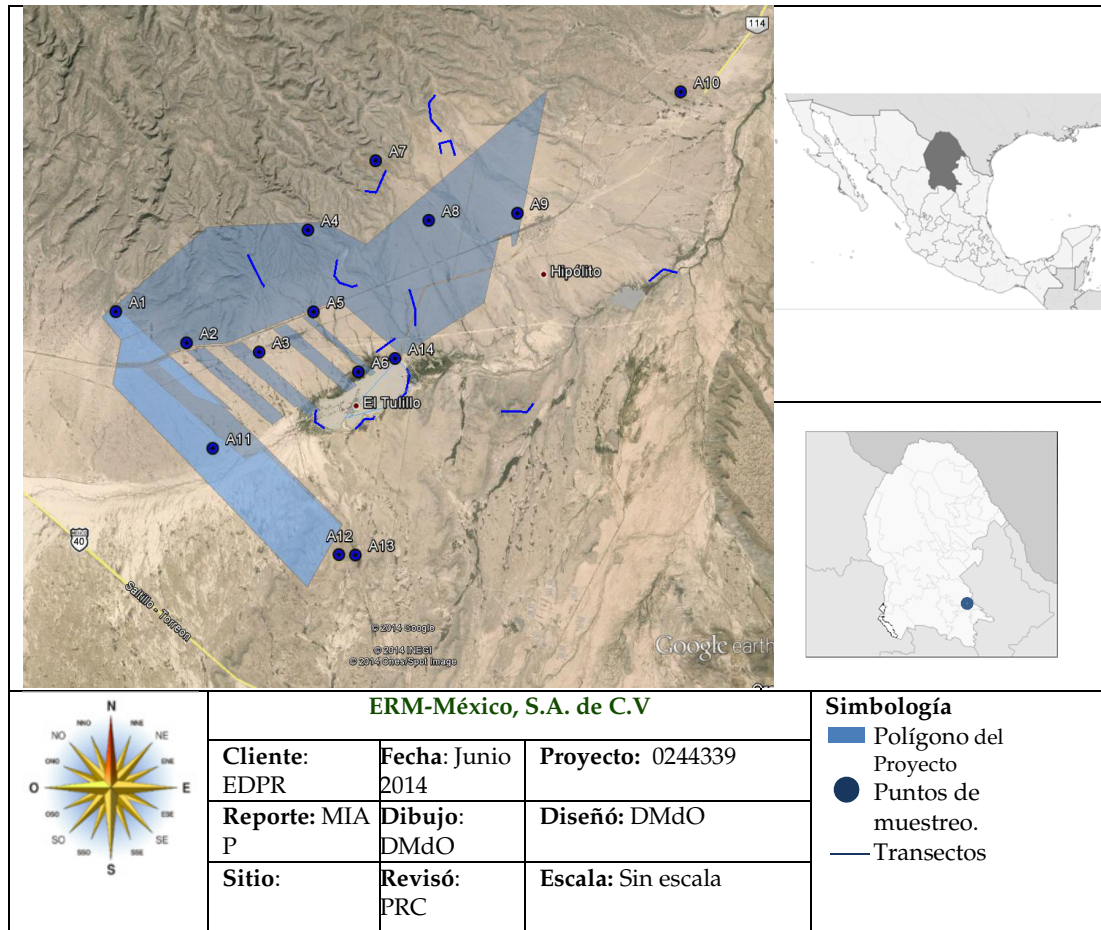 114
A10
A7
A8
A9
A4
Hipólito
A1
A5
A2
A3
A14
A6
El Tulillo
A11
A12
A13
40
Saltillo - Torreon
© 2014 Google
© 2014 INEGI
© 2014 Cnes/Spot Image
Google earth
N
NNO
NNE
NO
NE
ONO
ENE
O
E
OSO
ESE
SO
SE
SSO
SSE
S
ERM-México, S.A. de C.V
Cliente:
EDPR
Fecha: Junio
2014
Proyecto: 0244339
Reporte: MIA
P
Dibujo:
DMdO
Diseñó: DMdO
Sitio:
Revisó:
PRC
Escala: Sin escala
Simbología
Polígono del
Proyecto
Puntos de
muestreo.
Transectos